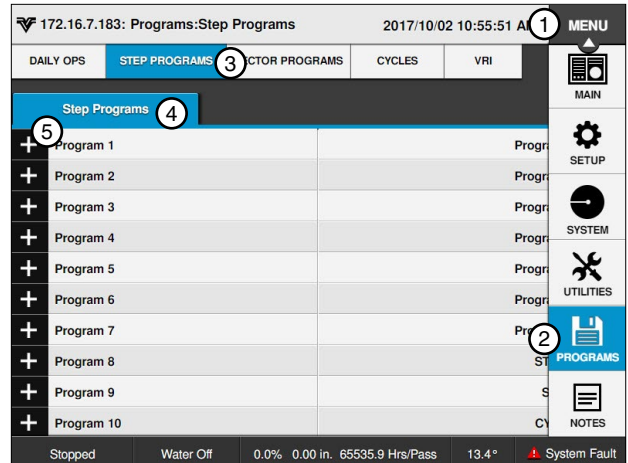 172.16.7.183: Programs:Step Programs 2017/10/02 10:55:51 1 MENU
DAILY OPS STEP PROGRAMS 3 PROGRAMS CYCLES VRI
MAIN
Step Programs 4
5
SETUP
+ Program 1
+ Program 2
+ Program 3
SYSTEM
+ Program 4
+ Program 5
UTILITIES
+ Program 6
+ Program 7
2
PROGRAMS
+ Program 8
+ Program 9
+ Program 10
NOTES
Stopped Water Off 0.0% 0.00 in. 65535.9 Hrs/Pass 13.4° System Fault